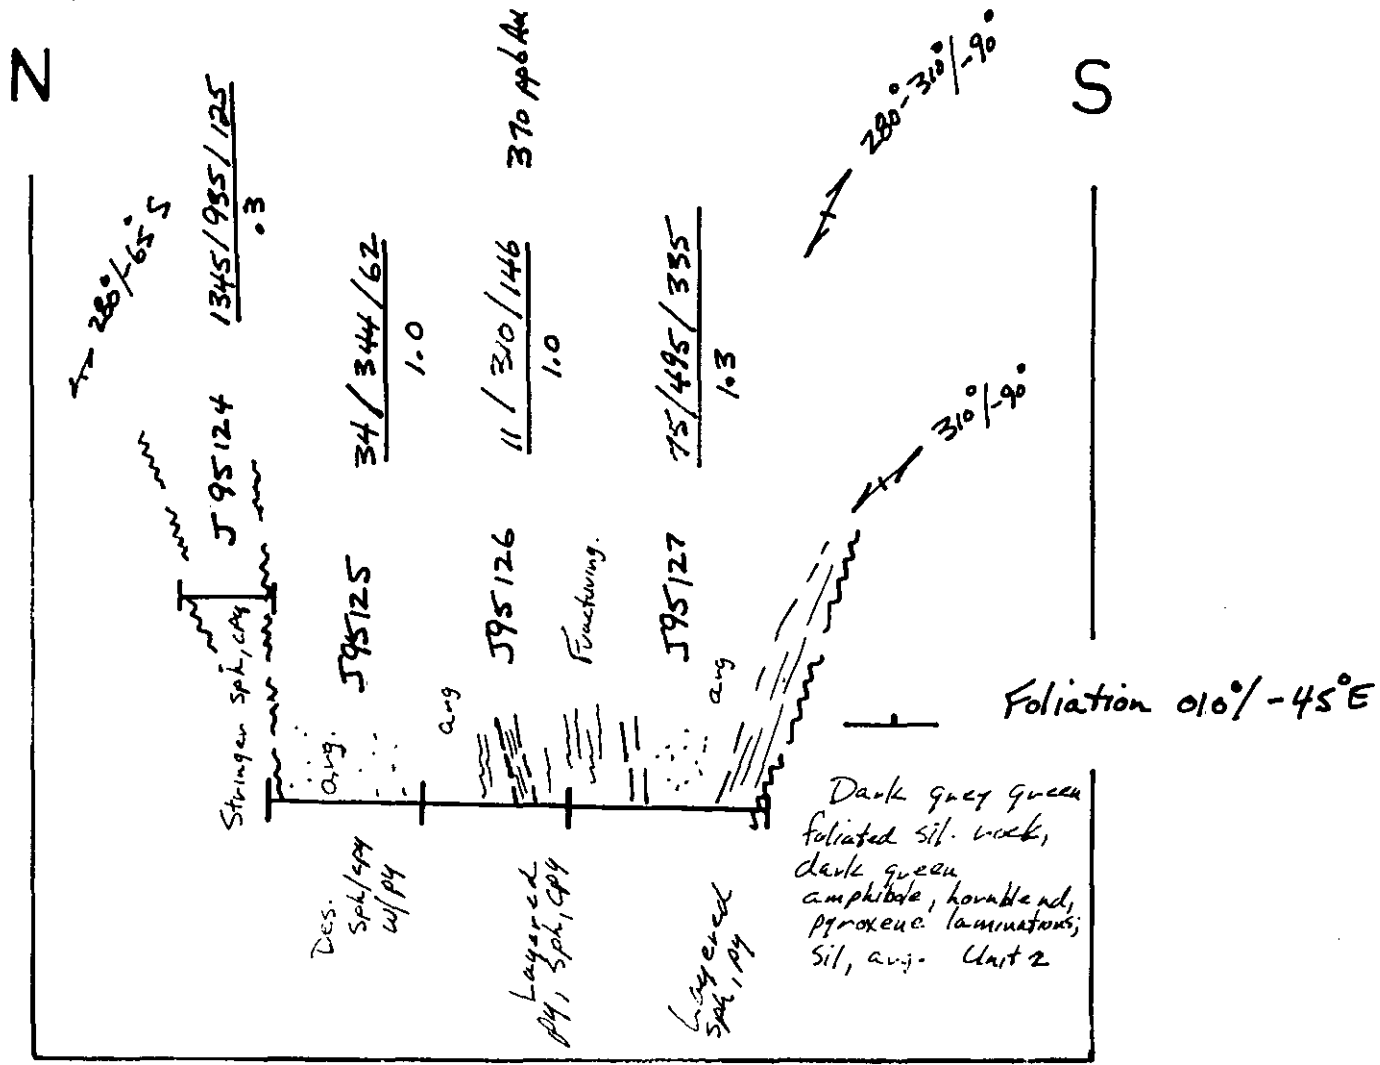 N
S
280°/-65°S
J95124
1345/935/125
.3
Stringer sph, cpy
J95125
34/344/62
1.0
arg.
Des.
Sph/cpy
w/py
arg
J95126
11/310/146
1.0
370 ppb Au
Layered
py, sph, cpy
Fracturing.
J95127
75/495/335
1.3
arg
Layered
sph, py
280°-310°/-90°
310°/-90°
Foliation 010°/-45°E
Dark grey green
foliated sil. rock,
dark green
amphibole, hornblend,
pyroxene laminations;
sil, arg. Unit 2